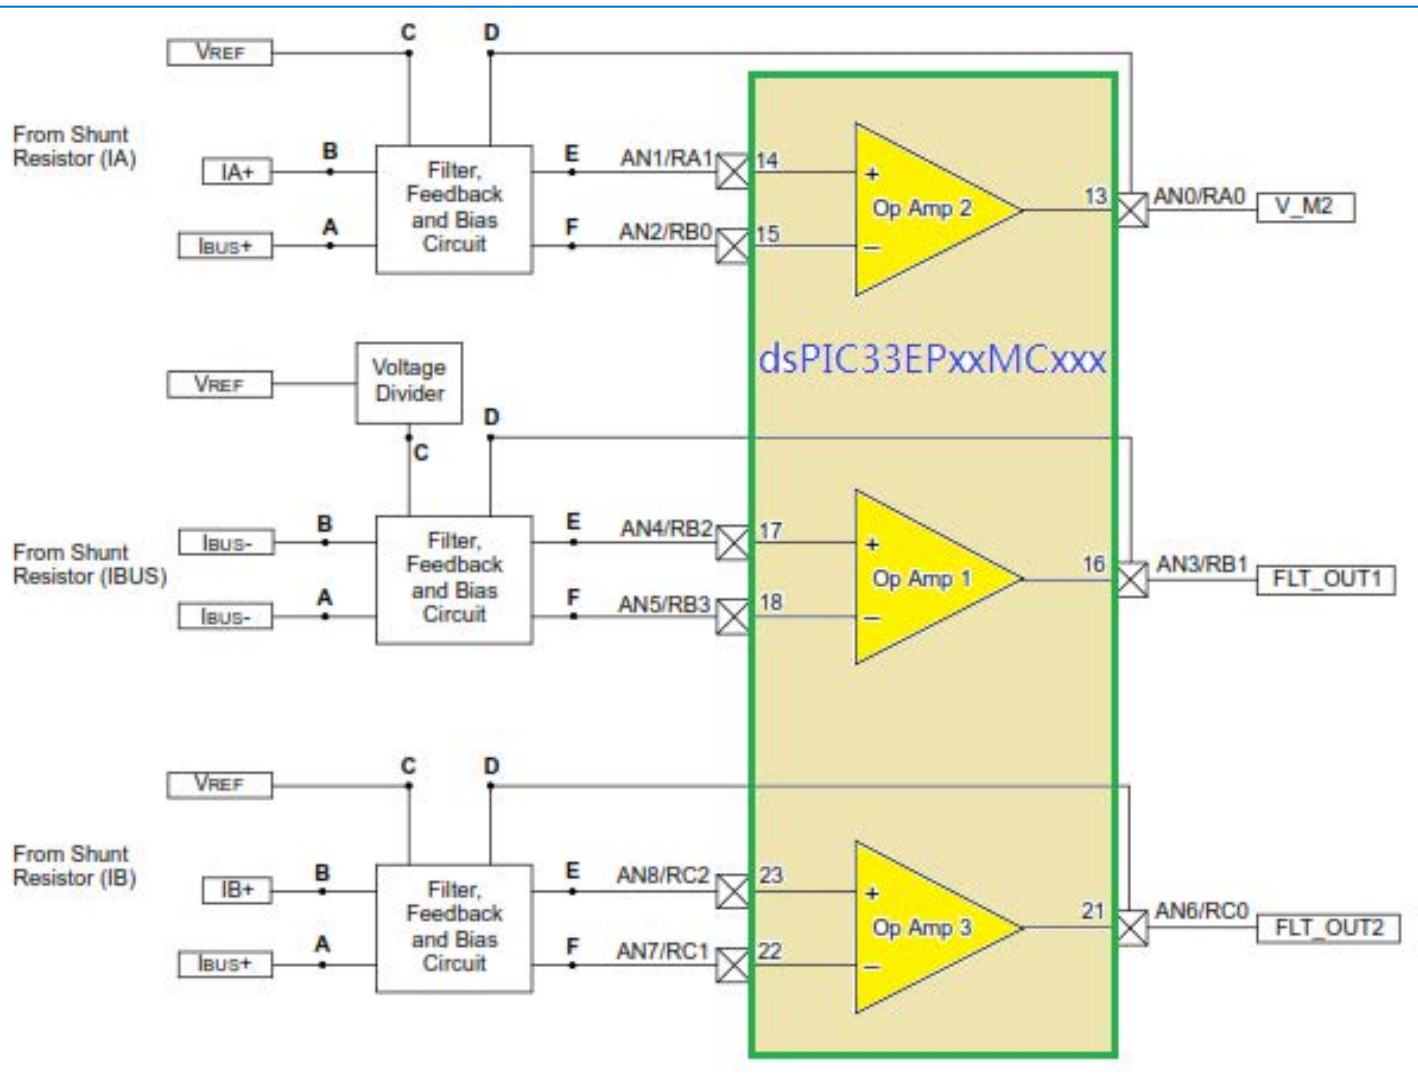 C
D
VREF
From Shunt
Resistor (IA)
B
IA+
A
IBUS+
Filter,
Feedback
and Bias
Circuit
E
AN1/RA1
14
F
AN2/RB0
15
+
Op Amp 2
−
13
AN0/RA0
V_M2
dsPIC33EPxxMCxxx
Voltage
Divider
VREF
C
D
From Shunt
Resistor (IBUS)
B
IBUS-
A
IBUS-
Filter,
Feedback
and Bias
Circuit
E
AN4/RB2
17
F
AN5/RB3
18
+
Op Amp 1
−
16
AN3/RB1
FLT_OUT1
C
D
VREF
From Shunt
Resistor (IB)
B
IB+
A
IBUS+
Filter,
Feedback
and Bias
Circuit
E
AN8/RC2
23
F
AN7/RC1
22
+
Op Amp 3
−
21
AN6/RC0
FLT_OUT2